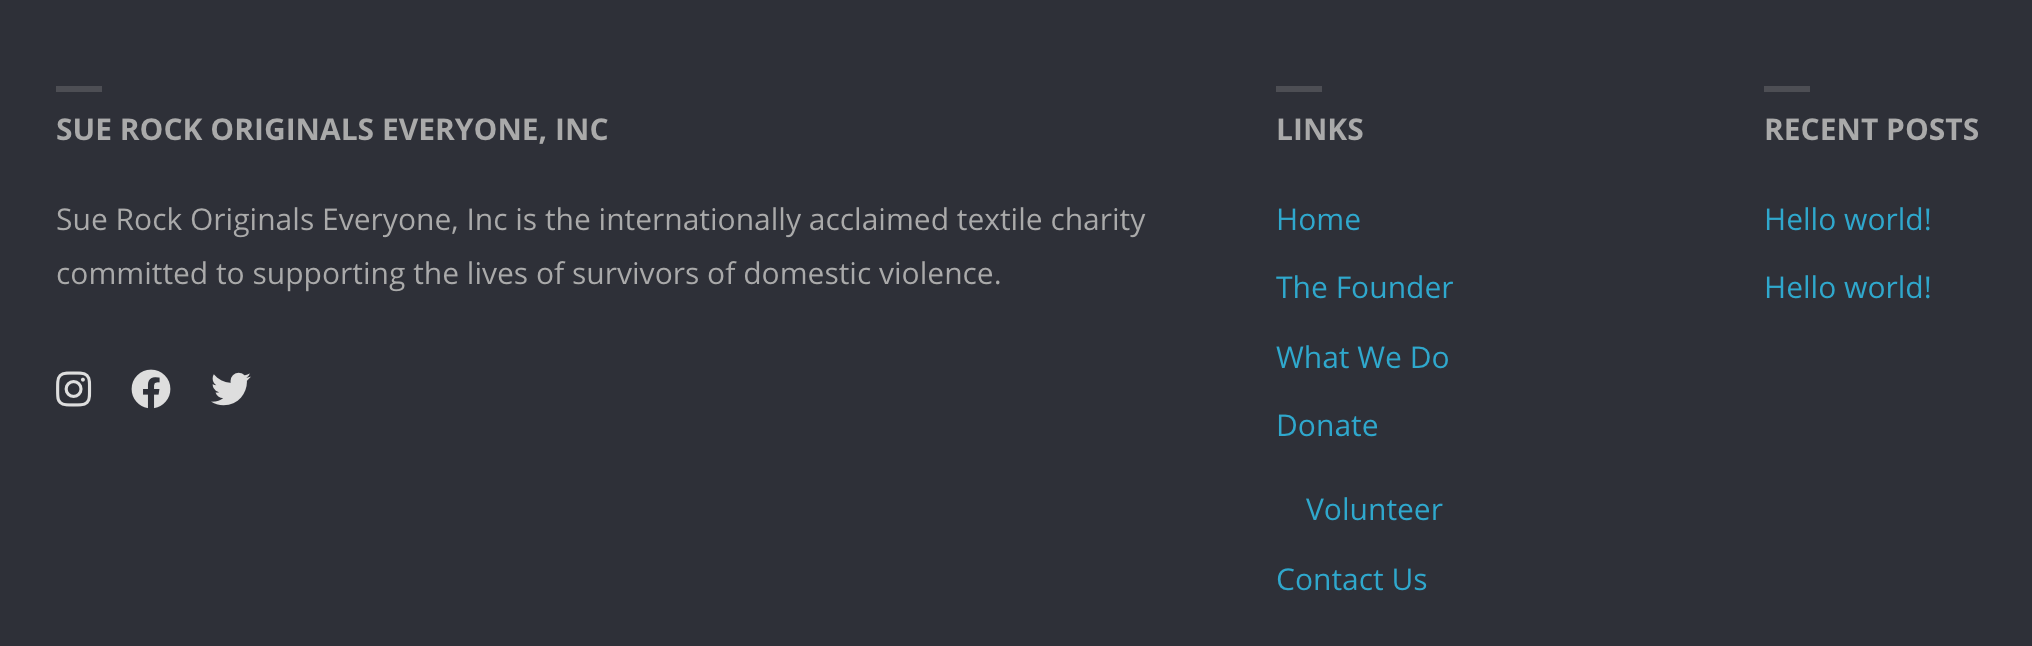 SUE ROCK ORIGINALS EVERYONE, INC
Sue Rock Originals Everyone, Inc is the internationally acclaimed textile charity
committed to supporting the lives of survivors of domestic violence.
LINKS
Home
The Founder
What We Do
Donate
Volunteer
Contact Us
RECENT POSTS
Hello world!
Hello world!